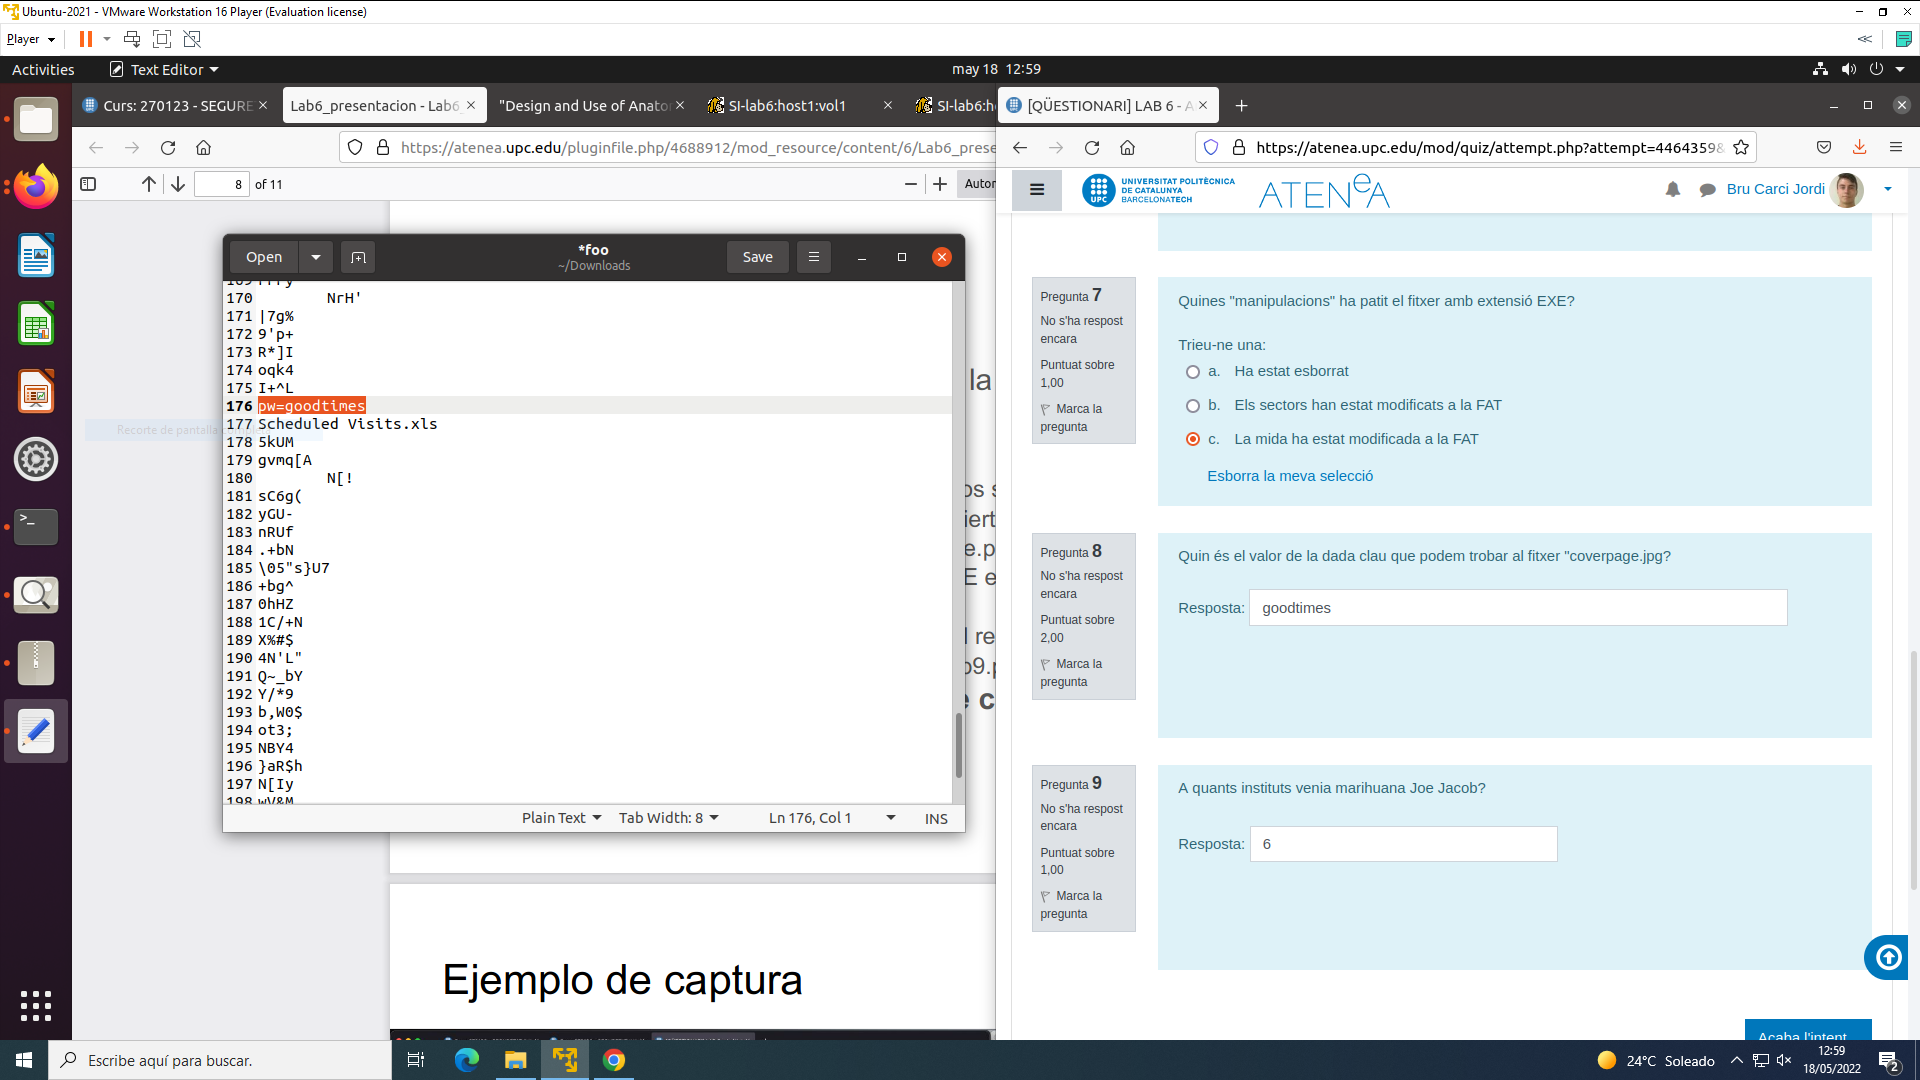 Ubuntu-2021 - VMware Workstation 16 Player (Evaluation license)
Player
Activities
Text Editor
may 18 12:59
Curs: 270123 - SEGURE
Lab6_presentacion - Lab6
"Design and Use of Anator
SI-lab6:host1:vol1
SI-lab6:h
[QÜESTIONARI] LAB 6 - A
https://atenea.upc.edu/pluginfile.php/4688912/mod_resource/content/6/Lab6_prese
https://atenea.upc.edu/mod/quiz/attempt.php?attempt=4464359&
8 of 11
Autor
UNIVERSITAT POLITÈCNICA
DE CATALUNYA
BARCELONATECH
UPC
ATENeA
Bru Carci Jordi
Open
*foo
~/Downloads
Save
170 NrH'
171 |7g%
172 9'p+
173 R*]I
174 oqk4
175 I+^L
176 pw=goodtimes
177 Scheduled Visits.xls
178 5kUM
179 gvmq[A
180 N[!
181 sC6g(
182 yGU-
183 nRUf
184 .+bN
185 \05"s}U7
186 +bg^
187 0hHZ
188 1C/+N
189 X%#$
190 4N'L"
191 Q~_bY
192 Y/*9
193 b,W0$
194 ot3;
195 NBY4
196 }aR$h
197 N[Iy
198 wV&M
Plain Text
Tab Width: 8
Ln 176, Col 1
INS
Recorte de pantalla
la
Ejemplo de captura
Pregunta 7
No s'ha respost
encara
Puntuat sobre
1,00
Marca la
pregunta
Quines "manipulacions" ha patit el fitxer amb extensió EXE?
Trieu-ne una:
a. Ha estat esborrat
b. Els sectors han estat modificats a la FAT
c. La mida ha estat modificada a la FAT
Esborra la meva selecció
Pregunta 8
No s'ha respost
encara
Puntuat sobre
2,00
Marca la
pregunta
Quin és el valor de la dada clau que podem trobar al fitxer "coverpage.jpg?
Resposta: goodtimes
Pregunta 9
No s'ha respost
encara
Puntuat sobre
1,00
Marca la
pregunta
A quants instituts venia marihuana Joe Jacob?
Resposta: 6
Acaba l'intent
Escribe aquí para buscar.
24°C Soleado
12:59
18/05/2022
2